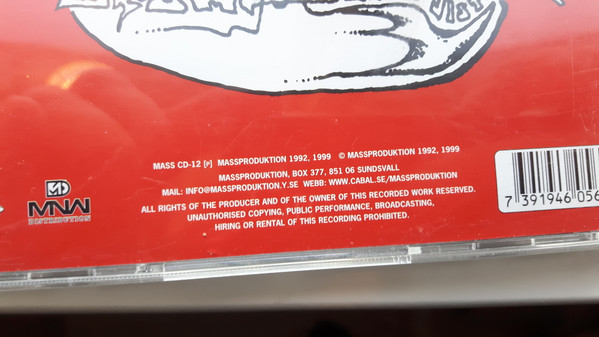 MASS CD-12 [P] MASSPRODUKTION 1992, 1999 © MASSPRODUKTION 1992, 1999
MASSPRODUKTION, BOX 377, 851 06 SUNDSVALL
MAIL: INFO@MASSPRODUKTION.Y.SE WEBB: WWW.CABAL.SE/MASSPRODUKTION
ALL RIGHTS OF THE PRODUCER AND OF THE OWNER OF THIS RECORDED WORK RESERVED.
UNAUTHORISED COPYING, PUBLIC PERFORMANCE, BROADCASTING,
HIRING OR RENTAL OF THIS RECORDING PROHIBITED.
MNW
DISTRIBUTION
7 391946 056